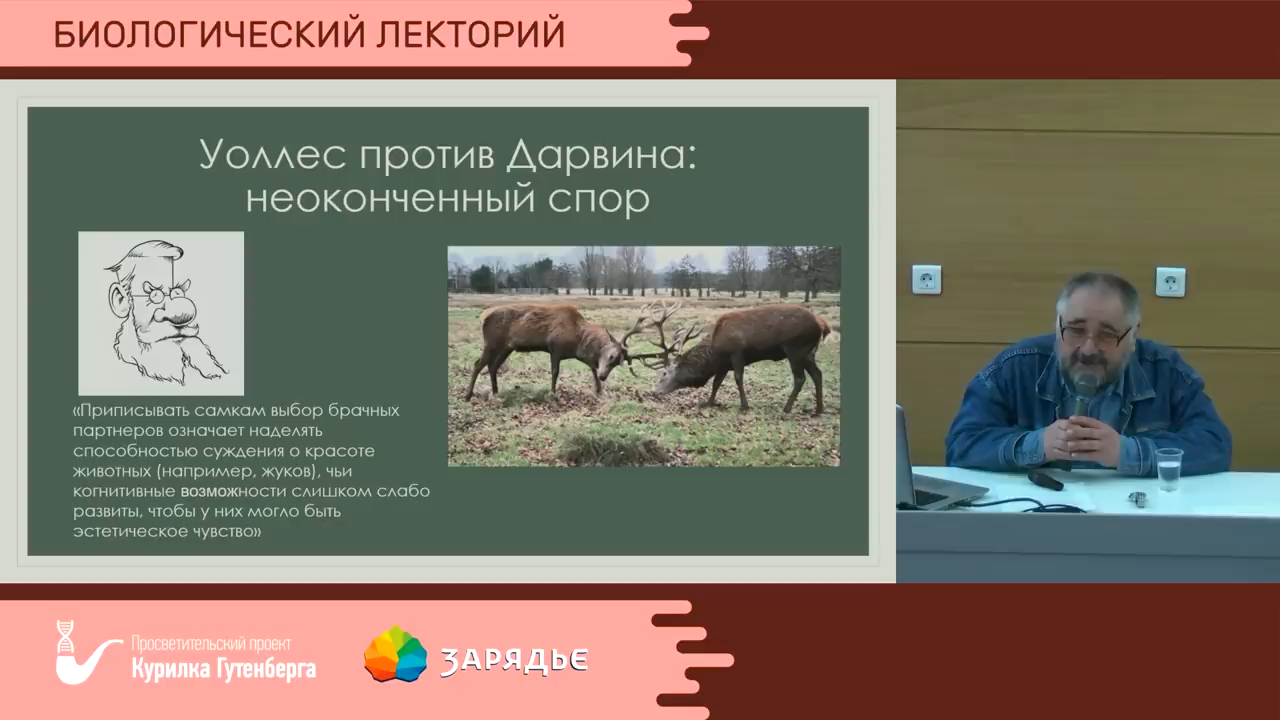 БИОЛОГИЧЕСКИЙ ЛЕКТОРИЙ
Уоллес против Дарвина:
неоконченный спор
«Приписывать самкам выбор брачных
партнеров означает наделять
способностью суждения о красоте
животных (например, жуков), чьи
когнитивные возможности слишком слабо
развиты, чтобы у них могло быть
эстетическое чувство»
Просветительский проект
Курилка Гутенберга
ЗАРЯДЬЕ